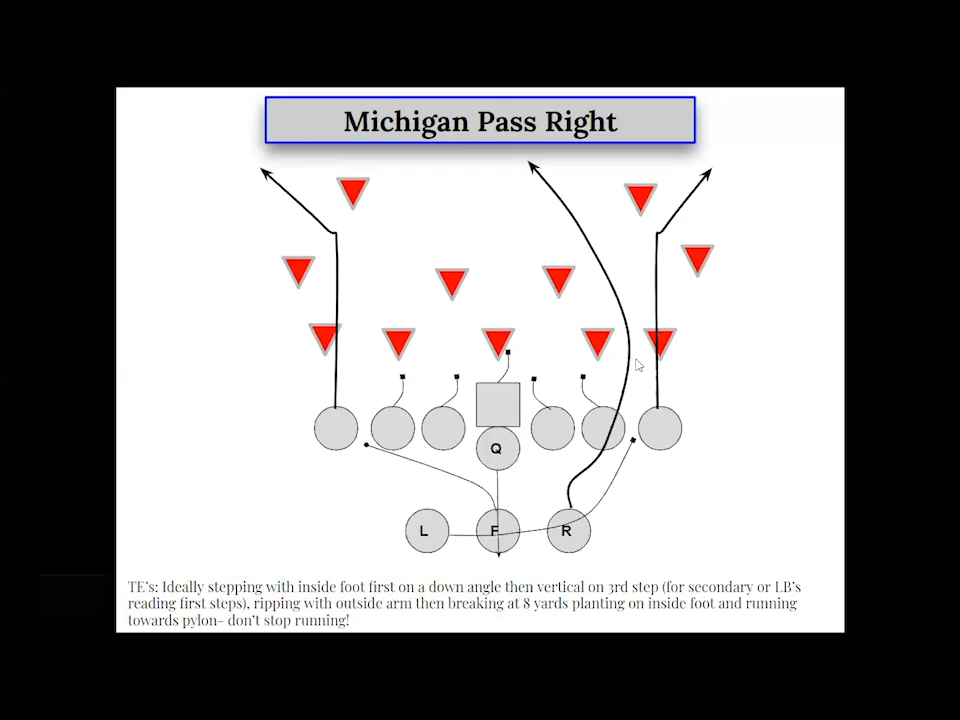 Michigan Pass Right
Q
L F R
TE's: Ideally stepping with inside foot first on a down angle then vertical on 3rd step (for secondary or LB's
reading first steps), ripping with outside arm then breaking at 8 yards planting on inside foot and running
towards pylon- don't stop running!